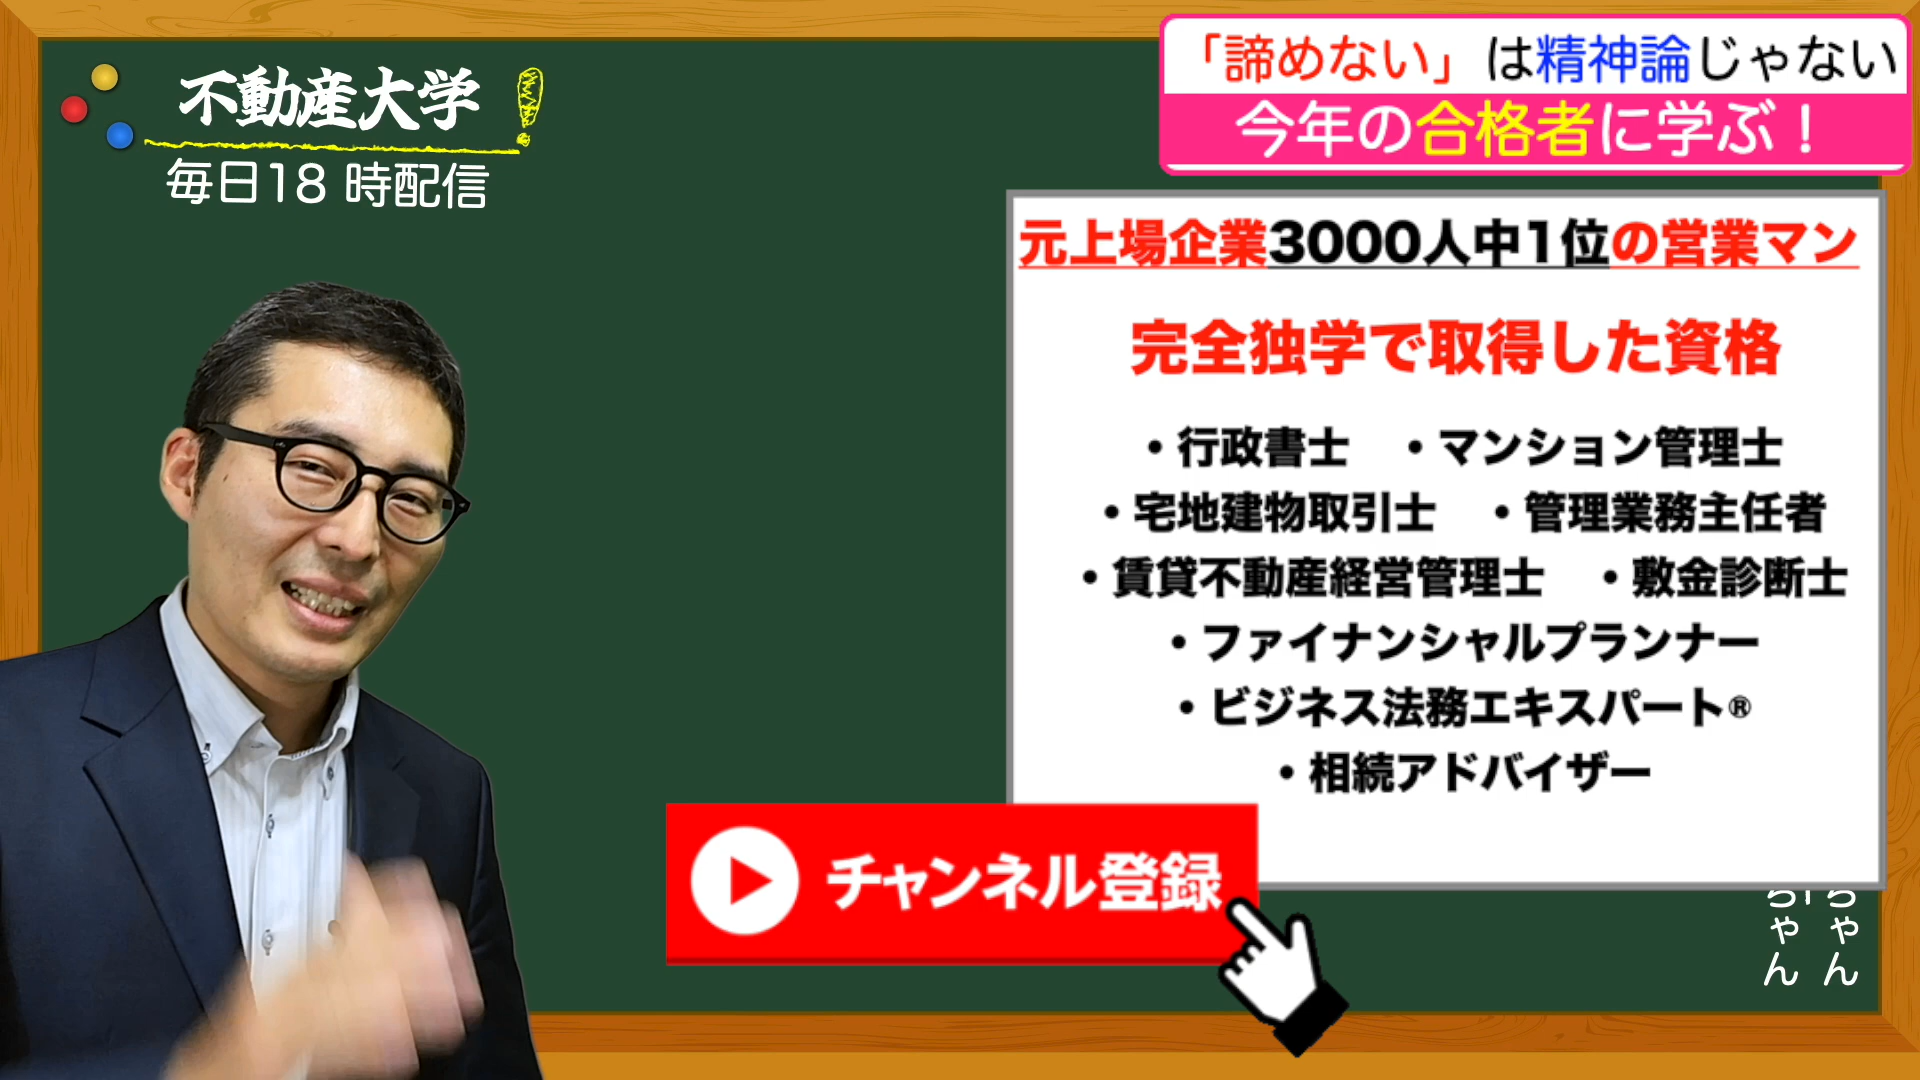 不動産大学
毎日18時配信
「諦めない」は精神論じゃない
今年の合格者に学ぶ！
元上場企業3000人中1位の営業マン
完全独学で取得した資格
・行政書士 ・マンション管理士
・宅地建物取引士 ・管理業務主任者
・賃貸不動産経営管理士 ・敷金診断士
・ファイナンシャルプランナー
・ビジネス法務エキスパート®
・相続アドバイザー
チャンネル登録
ちゃん
ちゃん